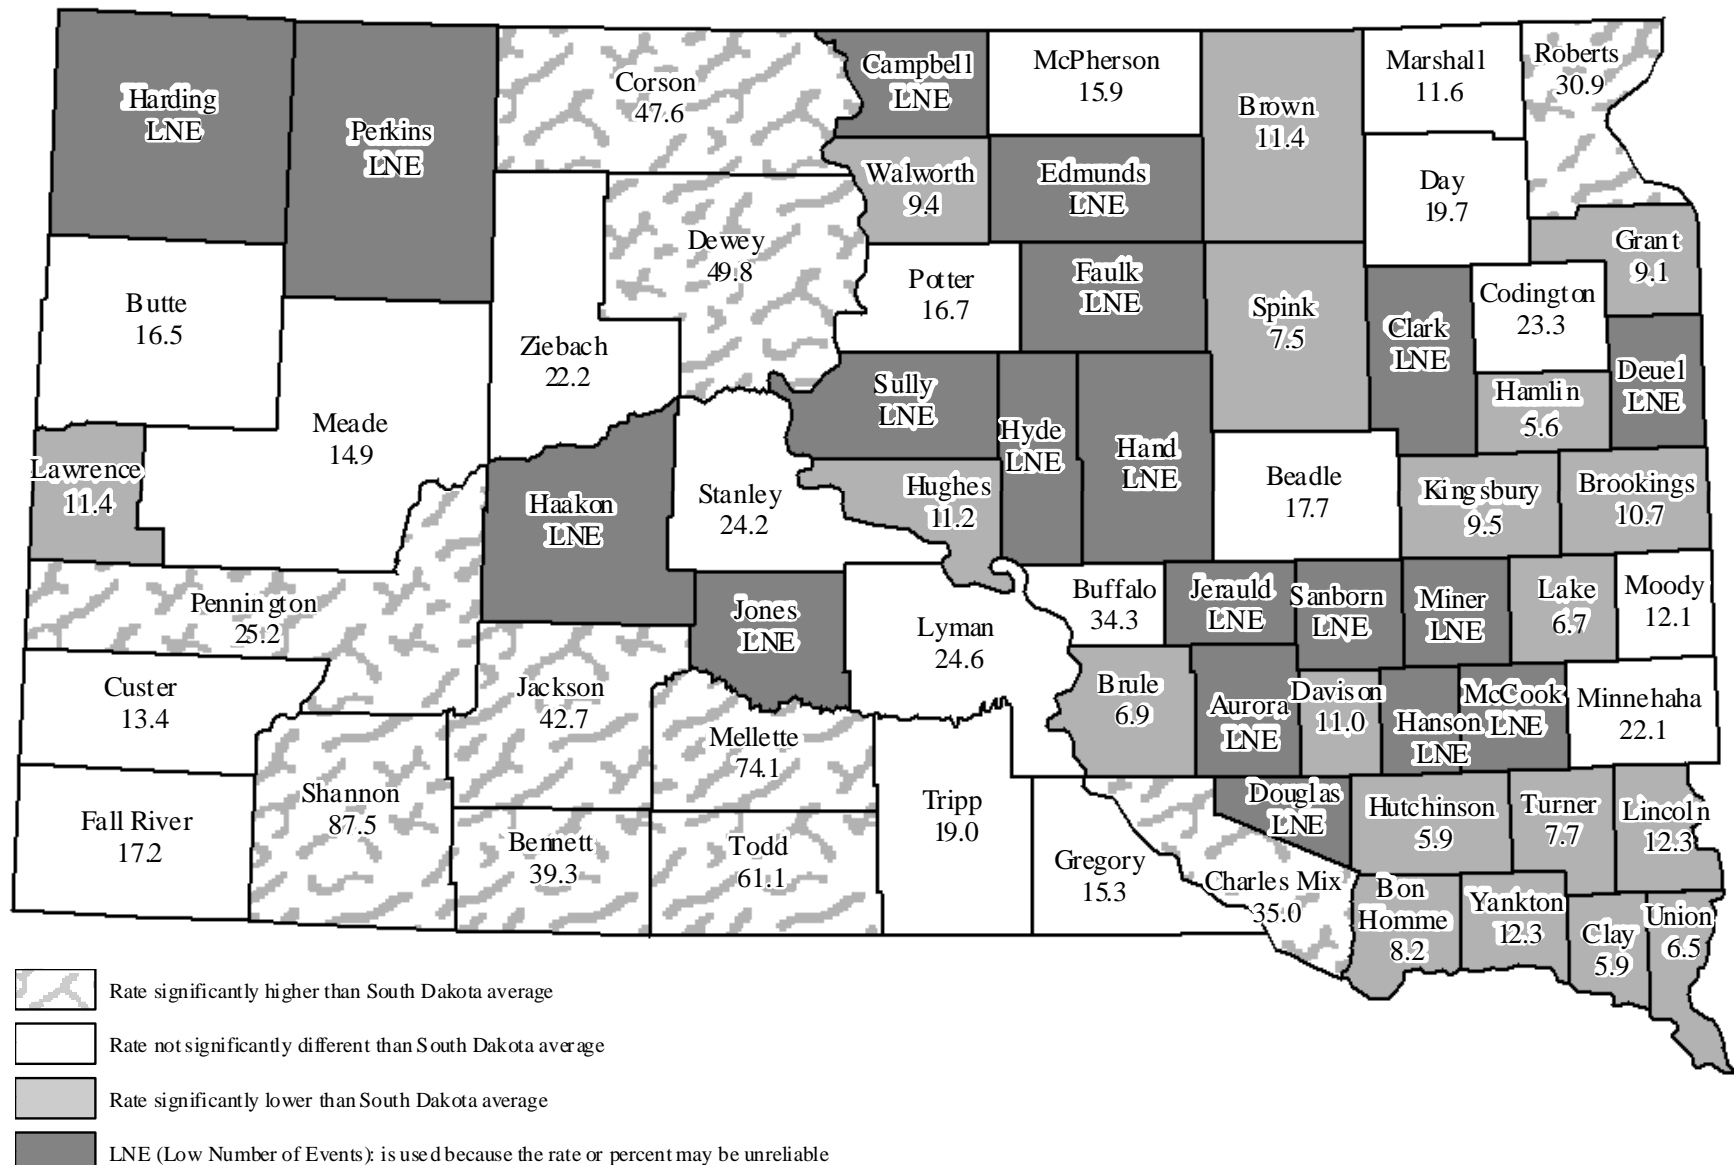 Harding
LNE
Perkins
LNE
Corson
47.6
Campbell
LNE
McPherson
15.9
Brown
11.4
Marshall
11.6
Roberts
30.9
Walworth
9.4
Edmunds
LNE
Day
19.7
Dewey
49.8
Grant
9.1
Butte
16.5
Potter
16.7
Faulk
LNE
Spink
7.5
Codington
23.3
Clark
LNE
Ziebach
22.2
Deuel
LNE
Sully
LNE
Hamlin
5.6
Meade
14.9
Hyde
LNE
Hand
LNE
Lawrence
11.4
Haakon
LNE
Stanley
24.2
Hughes
11.2
Beadle
17.7
Kingsbury
9.5
Brookings
10.7
Pennington
25.2
Jones
LNE
Lyman
24.6
Buffalo
34.3
Jerauld
LNE
Sanborn
LNE
Miner
LNE
Lake
6.7
Moody
12.1
Custer
13.4
Jackson
42.7
Brule
6.9
Aurora
LNE
Davison
11.0
Hanson
LNE
McCook
LNE
Minnehaha
22.1
Mellette
74.1
Fall River
17.2
Shannon
87.5
Bennett
39.3
Todd
61.1
Tripp
19.0
Gregory
15.3
Douglas
LNE
Hutchinson
5.9
Turner
7.7
Lincoln
12.3
Charles Mix
35.0
Bon
Homme
8.2
Yankton
12.3
Clay
5.9
Union
6.5
Rate significantly higher than South Dakota average
Rate not significantly different than South Dakota average
Rate significantly lower than South Dakota average
LNE (Low Number of Events): is used because the rate or percent may be unreliable